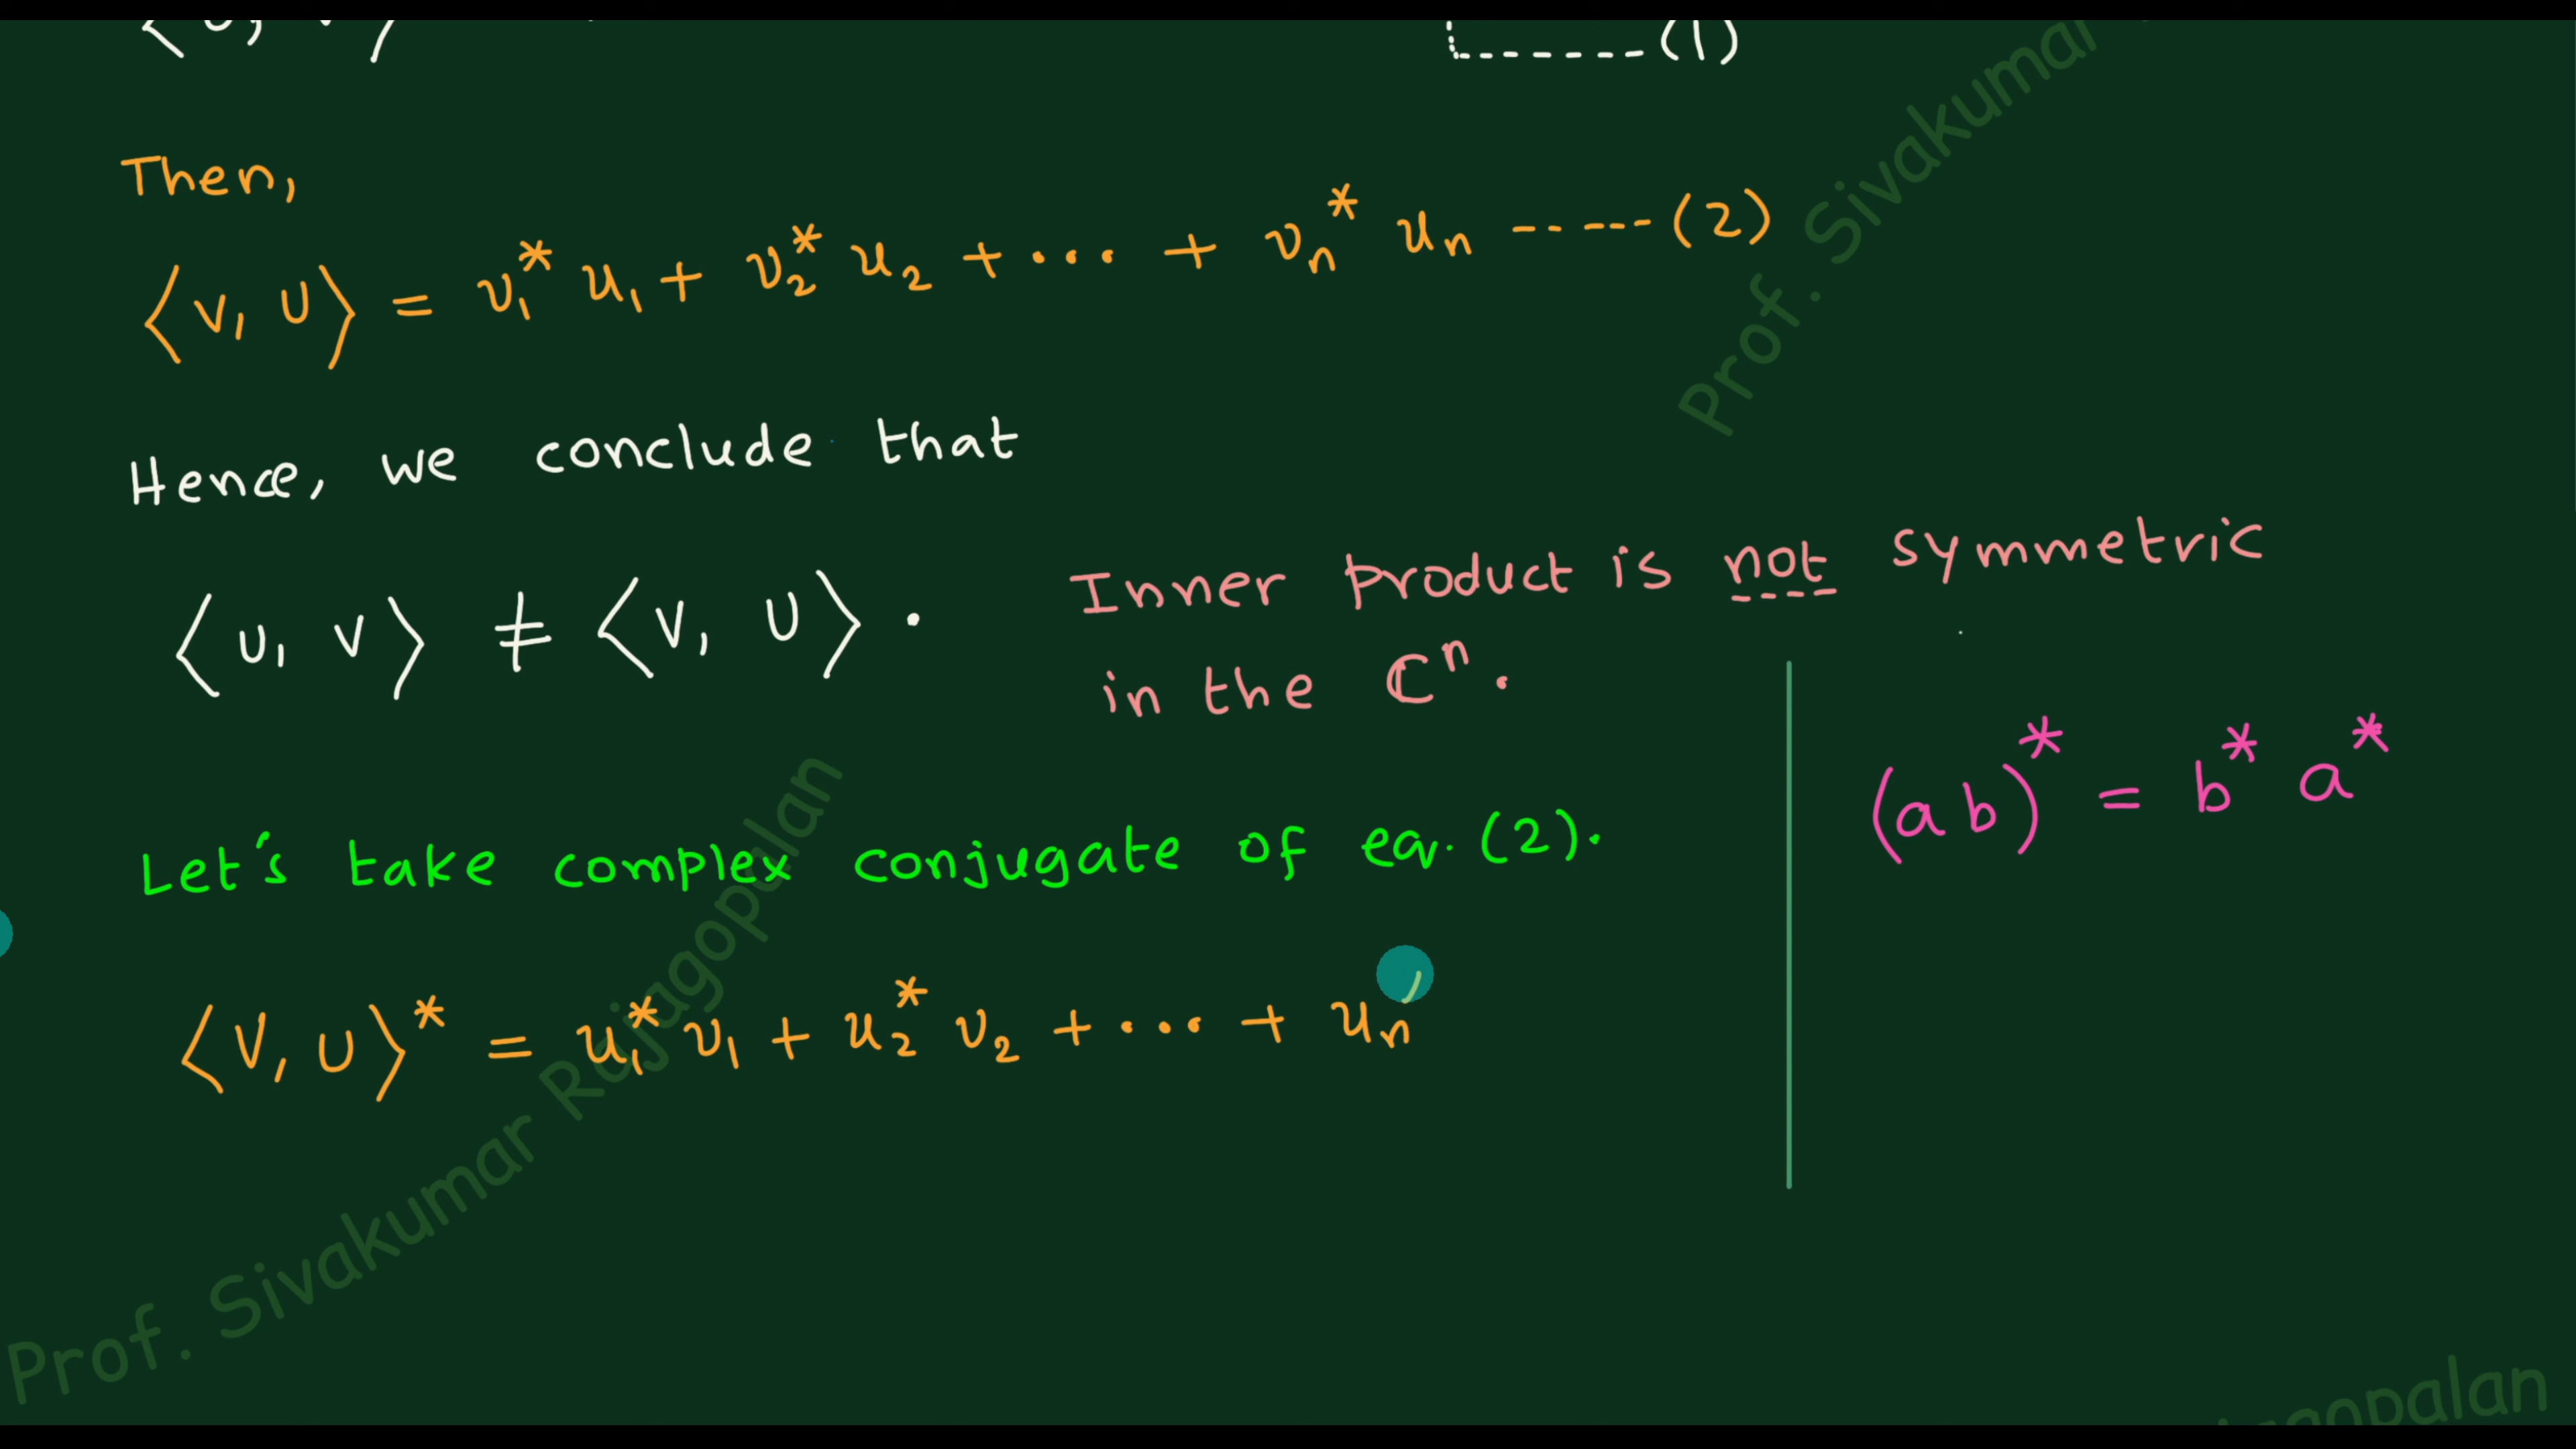 (1)
Then,
⟨v, u⟩ = v₁* u₁ + v₂* u₂ + ... + vₙ* uₙ -----(2)
Hence, we conclude that
⟨u, v⟩ ≠ ⟨v, u⟩. Inner product is not symmetric
in the ℂⁿ.
(ab)* = b* a*
Let's take complex conjugate of eq. (2).
⟨v, u⟩* = u₁* v₁ + u₂* v₂ + ... + uₙ
Prof. Sivakumar
Prof. Sivakumar Rajagopalan